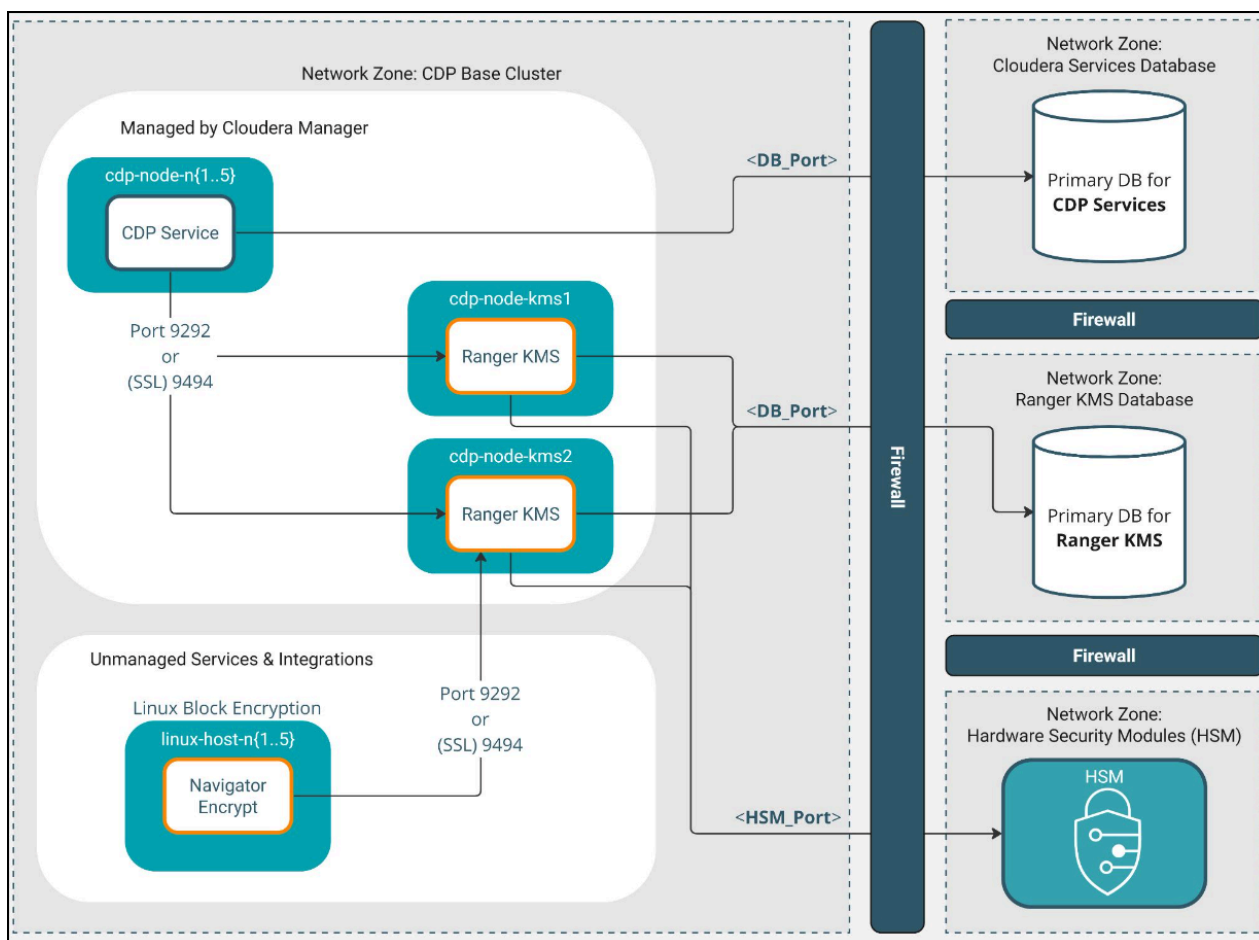 Network Zone: CDP Base Cluster
Managed by Cloudera Manager
cdp-node-n{1..5}
CDP Service
Port 9292
or
(SSL) 9494
cdp-node-kms1
Ranger KMS
cdp-node-kms2
Ranger KMS
Unmanaged Services & Integrations
Linux Block Encryption
linux-host-n{1..5}
Navigator
Encrypt
Port 9292
or
(SSL) 9494
<DB_Port>
<DB_Port>
<HSM_Port>
Firewall
Network Zone:
Cloudera Services Database
Primary DB for
CDP Services
Firewall
Network Zone:
Ranger KMS Database
Primary DB for
Ranger KMS
Firewall
Network Zone:
Hardware Security Modules (HSM)
HSM